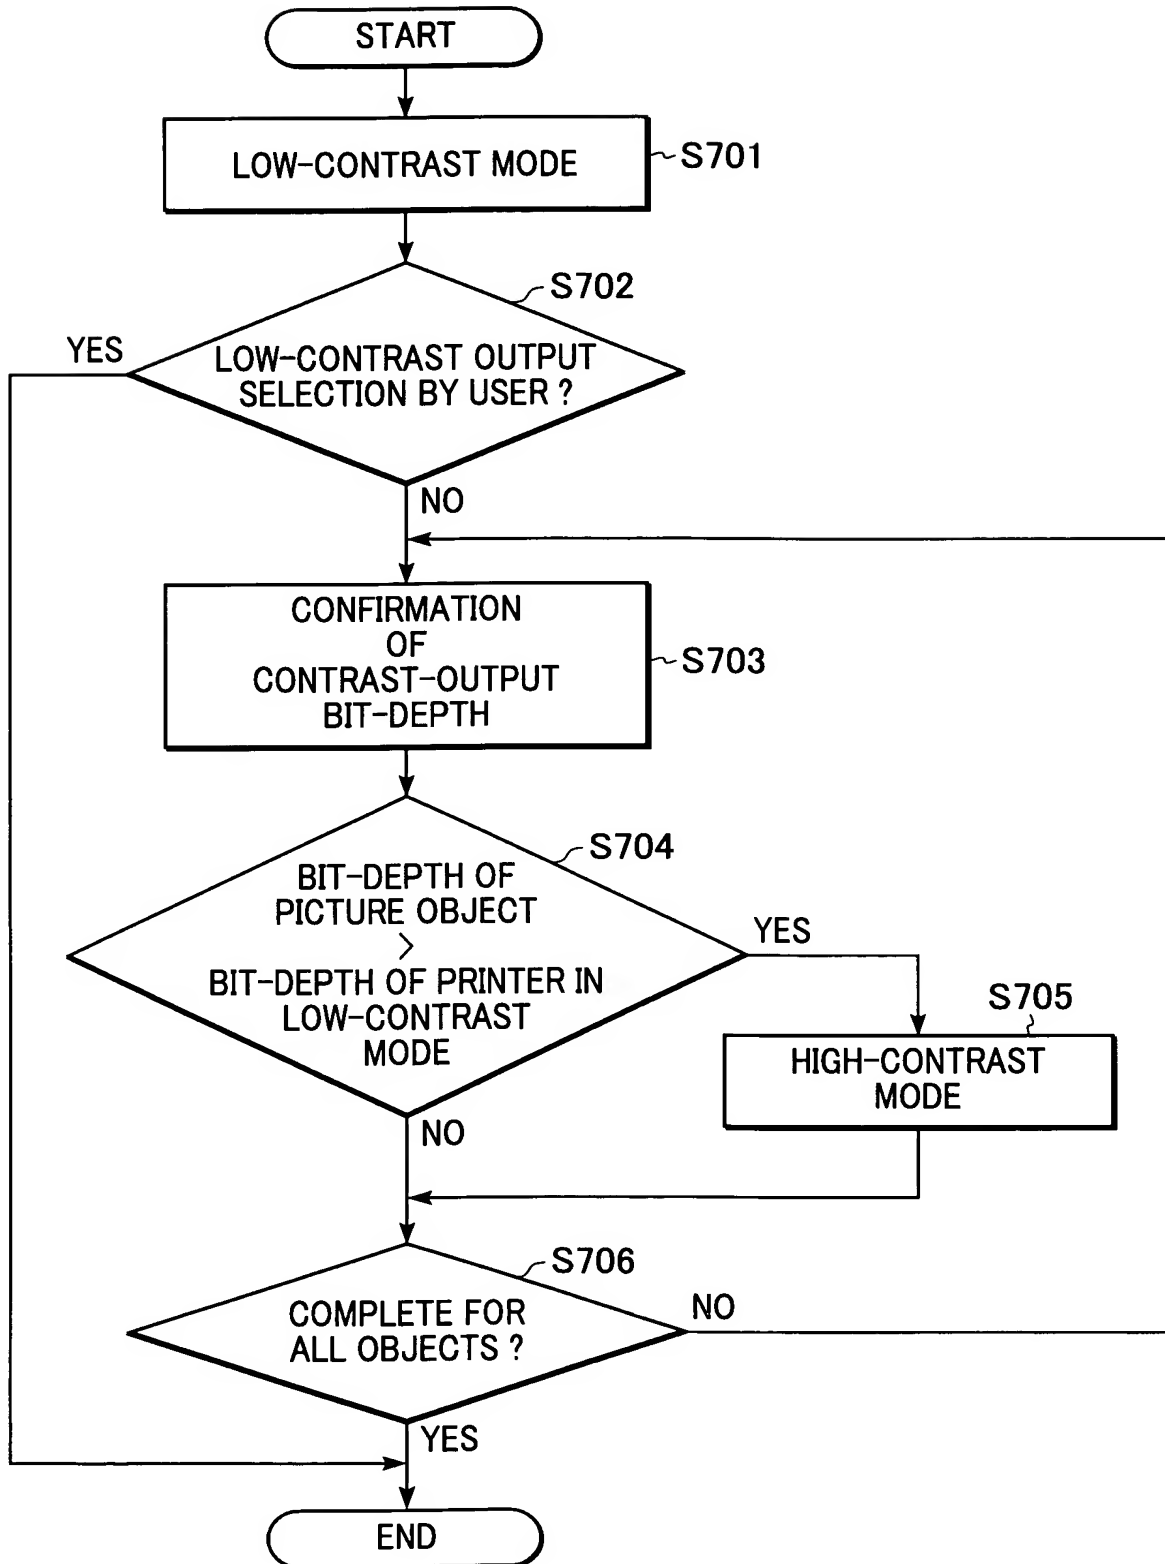 START
LOW-CONTRAST MODE
S701
S702
YES
LOW-CONTRAST OUTPUT
SELECTION BY USER ?
NO
CONFIRMATION
OF
CONTRAST-OUTPUT
BIT-DEPTH
S703
S704
BIT-DEPTH OF
PICTURE OBJECT
>
BIT-DEPTH OF PRINTER IN
LOW-CONTRAST
MODE
YES
S705
HIGH-CONTRAST
MODE
NO
S706
COMPLETE FOR
ALL OBJECTS ?
NO
YES
END